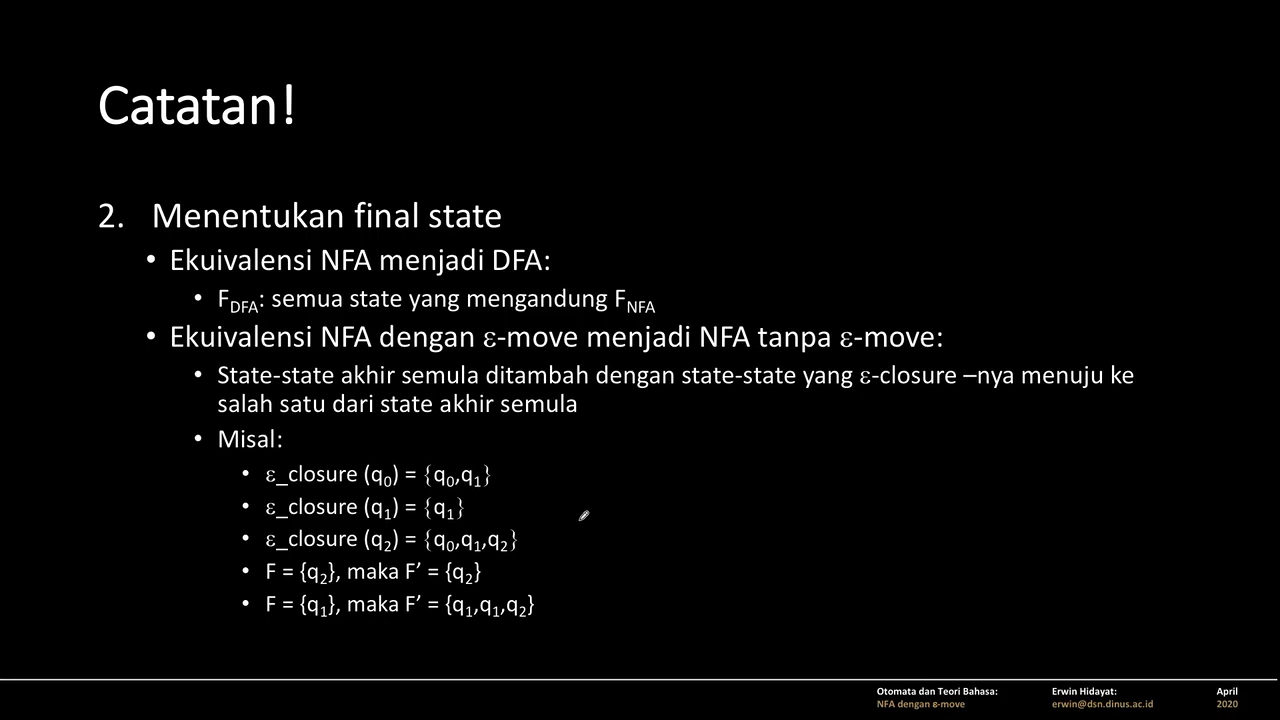 Catatan!
2. Menentukan final state
• Ekuivalensi NFA menjadi DFA:
• F_DFA: semua state yang mengandung F_NFA
• Ekuivalensi NFA dengan ε-move menjadi NFA tanpa ε-move:
• State-state akhir semula ditambah dengan state-state yang ε-closure –nya menuju ke
salah satu dari state akhir semula
• Misal:
• ε_closure (q₀) = {q₀,q₁}
• ε_closure (q₁) = {q₁}
• ε_closure (q₂) = {q₀,q₁,q₂}
• F = {q₂}, maka F’ = {q₂}
• F = {q₁}, maka F’ = {q₁,q₁,q₂}
Otomata dan Teori Bahasa:
NFA dengan ε-move
Erwin Hidayat:
erwin@dsn.dinus.ac.id
April
2020